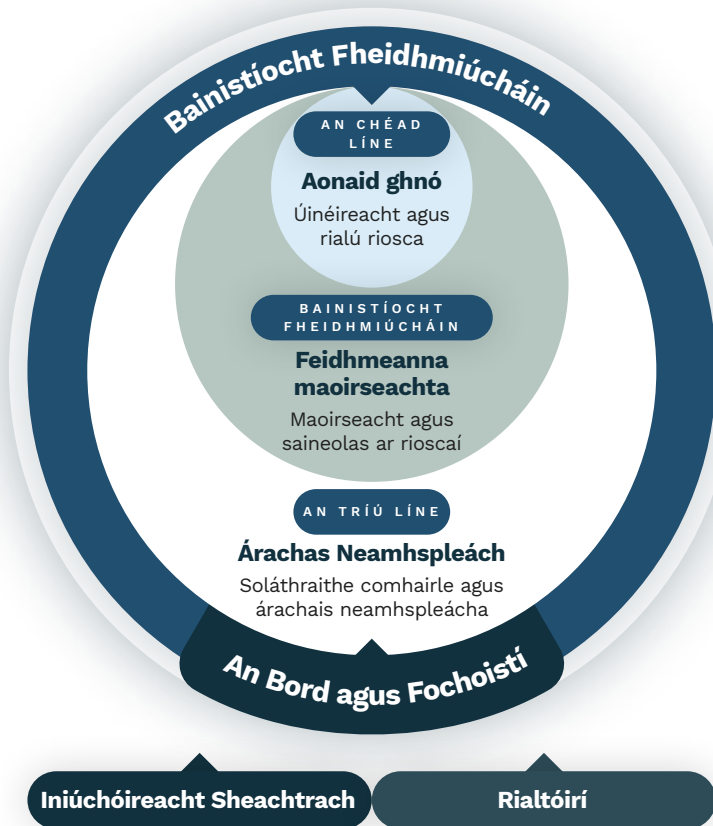 Bainistíocht Fheidhmiúcháin
AN CHÉAD
LÍNE
Aonaid ghnó
Úinéireacht agus
rialú riosca
BAINISTÍOCHT
FHEIDHMIÚCHÁIN
Feidhmeanna
maoirseachta
Maoirseacht agus
saineolas ar rioscaí
AN TRÍÚ LÍNE
Árachas Neamhspleách
Soláthraithe comhairle agus
árachais neamhspleácha
An Bord agus Fochoistí
Iniúchóireacht Sheachtrach
Rialtóirí